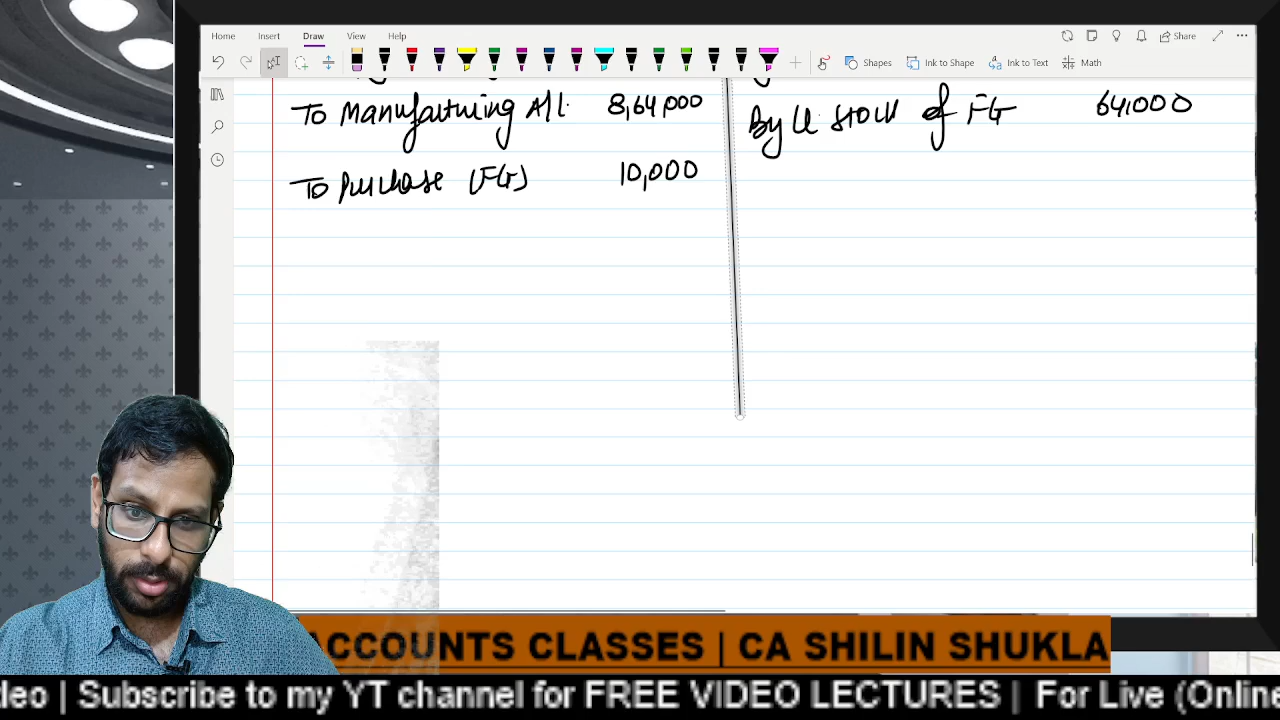 Home Insert Draw View Help
Share
Shapes Ink to Shape Ink to Text Math
To Manufacturing A/c. 8,64,000
By Cl. Stock of FG 64,000
To Purchase (FG) 10,000
ACCOUNTS CLASSES | CA SHILIN SHUKLA
deo | Subscribe to my YT channel for FREE VIDEO LECTURES | For Live (Online